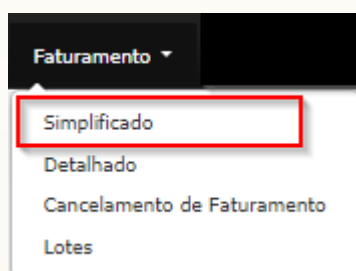 Faturamento
Simplificado
Detalhado
Cancelamento de Faturamento
Lotes